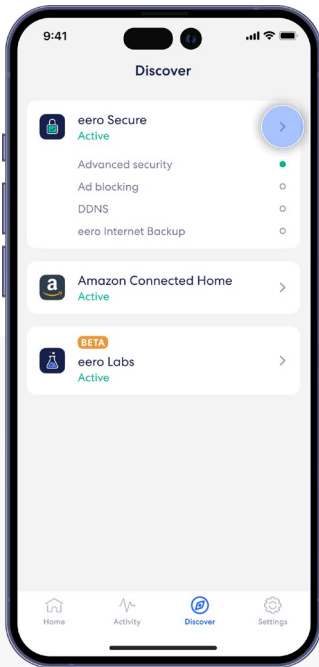 9:41
Discover
eero Secure
Active
Advanced security
Ad blocking
DDNS
eero Internet Backup
a
Amazon Connected Home
Active
BETA
eero Labs
Active
Home
Activity
Discover
Settings